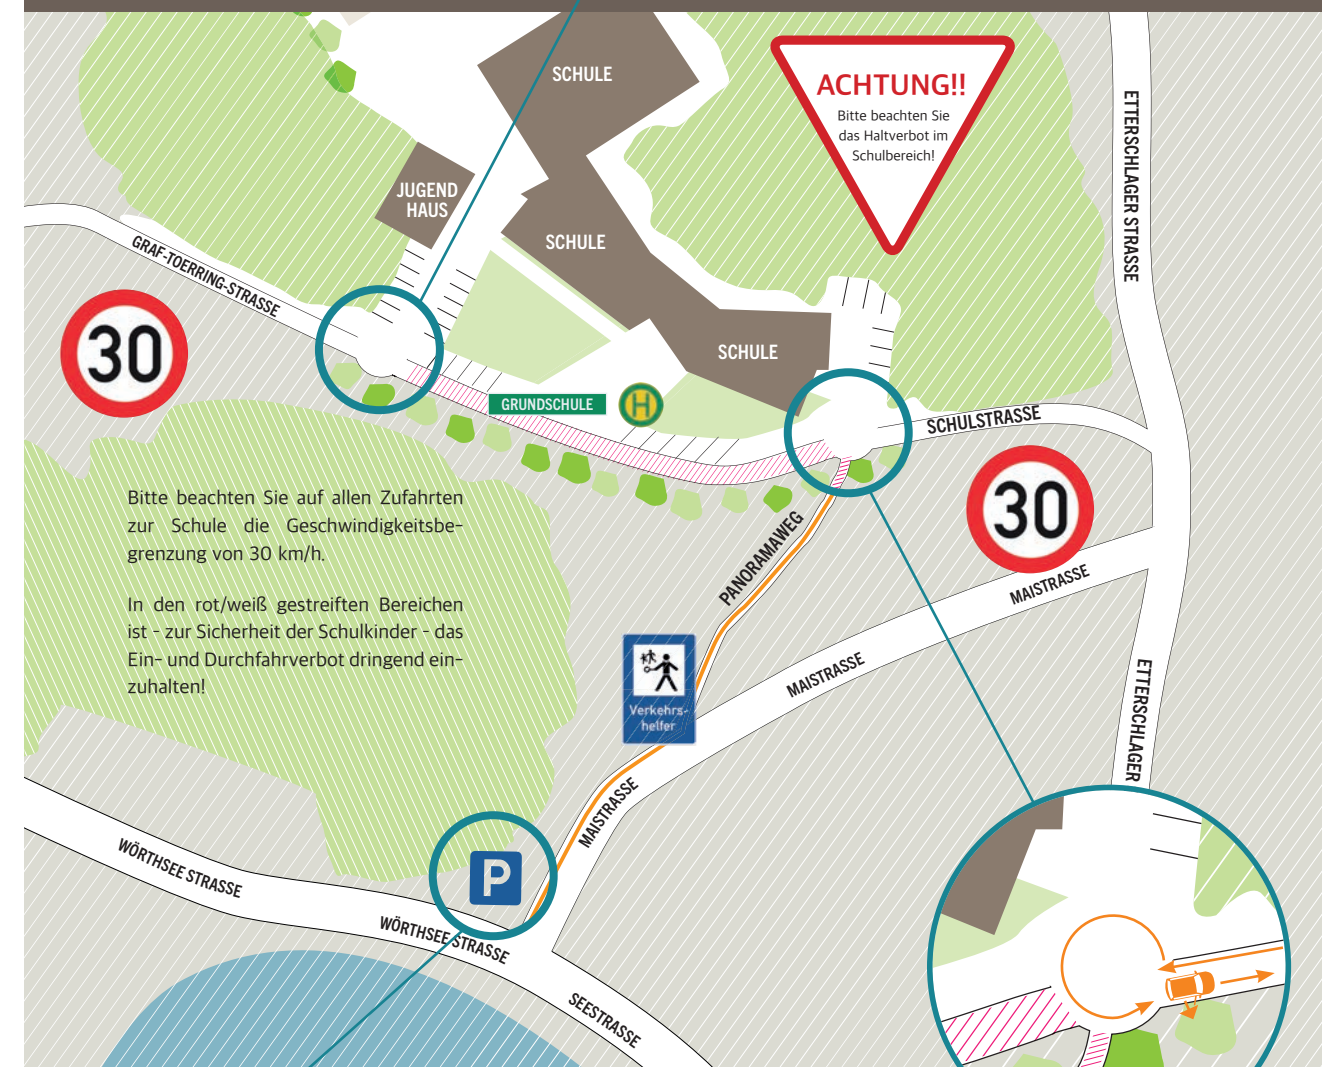 SCHULE
ACHTUNG!!
Bitte beachten Sie
das Haltverbot im
Schulbereich!
ETTERSCHLAGER STRASSE
JUGEND
HAUS
SCHULE
GRAF-TOERRING-STRASSE
30
SCHULE
GRUNDSCHULE
H
SCHULSTRASSE
30
Bitte beachten Sie auf allen Zufahrten
zur Schule die Geschwindigkeitsbe-
grenzung von 30 km/h.
In den rot/weiß gestreiften Bereichen
ist - zur Sicherheit der Schulkinder - das
Ein- und Durchfahrverbot dringend ein-
zuhalten!
PANORAMAWEG
MAISTRASSE
MAISTRASSE
Verkehrs-
helfer
ETTERSCHLAGER
MAISTRASSE
P
WÖRTHSEE STRASSE
WÖRTHSEE STRASSE
SEESTRASSE